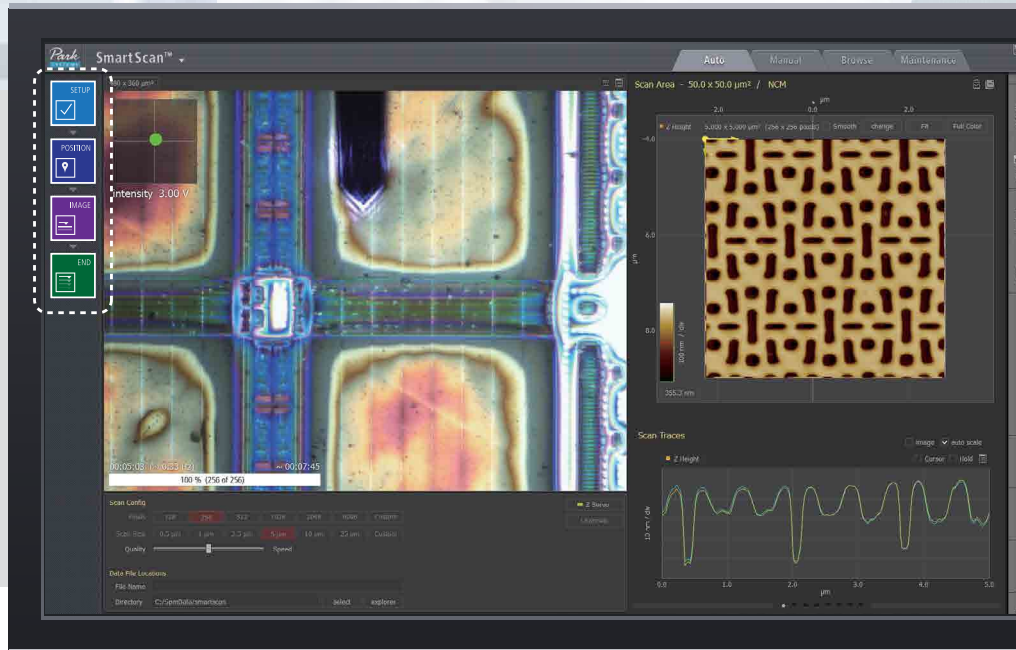 Park
SmartScan™
Auto
Manual
Browse
Maintenance
SETUP
POSITION
IMAGE
END
Intensity 3.00 V
00:07:45
100 % (256 of 256)
Scan Area - 50.0 x 50.0 µm² / NCM
µm
2.0
0.0
2.0
Z Height
5.000 x 5.000 µm² (256 x 256 pixels)
Smooth
change
Fit
Full Color
-4.0
6.0
8.0
µm
100 nm / div
355.2 nm
Scan Traces
image
auto scale
Z Height
Cursor
Hold
0.0
1.0
2.0
3.0
4.0
5.0
µm
Scan Config
Pixels
128
256
512
1024
2048
4096
Custom
Scan Size
0.5 µm
1 µm
2.5 µm
5 µm
10 µm
25 µm
Custom
Quality
Speed
Data File Locations
File Name
Directory
C:/SpmData/smartscan
select
explorer